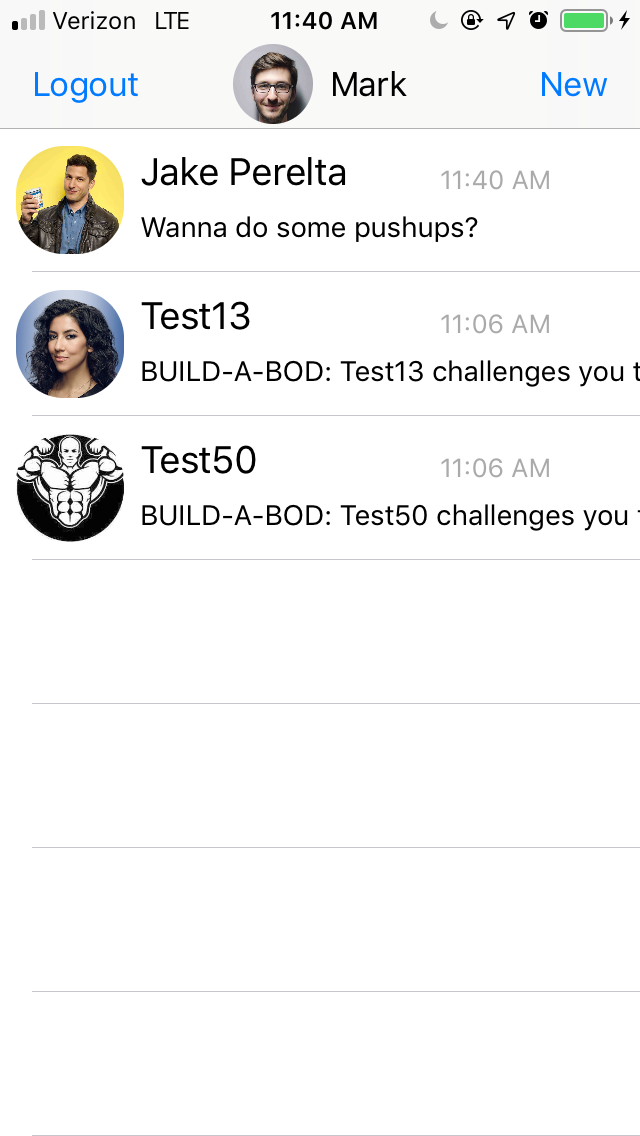 Verizon LTE 11:40 AM
Logout Mark New
Jake Perelta 11:40 AM
Wanna do some pushups?
Test13 11:06 AM
BUILD-A-BOD: Test13 challenges you t
Test50 11:06 AM
BUILD-A-BOD: Test50 challenges you